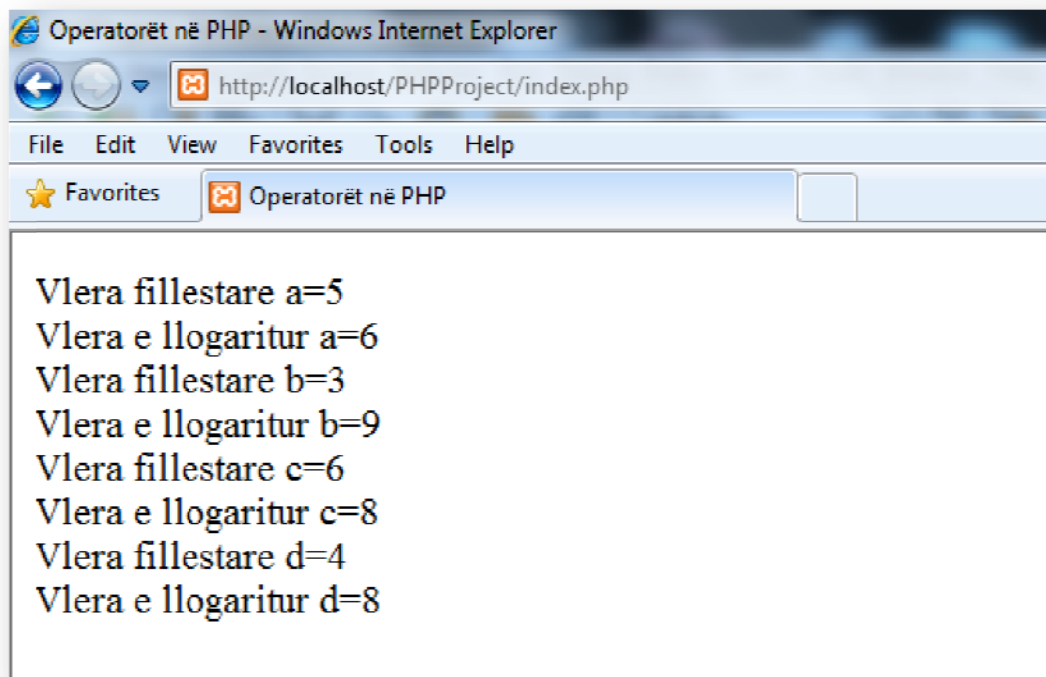 Operatorët në PHP - Windows Internet Explorer
http://localhost/PHPProject/index.php
File Edit View Favorites Tools Help
Favorites Operatorët në PHP
Vlera fillestare a=5
Vlera e llogaritur a=6
Vlera fillestare b=3
Vlera e llogaritur b=9
Vlera fillestare c=6
Vlera e llogaritur c=8
Vlera fillestare d=4
Vlera e llogaritur d=8